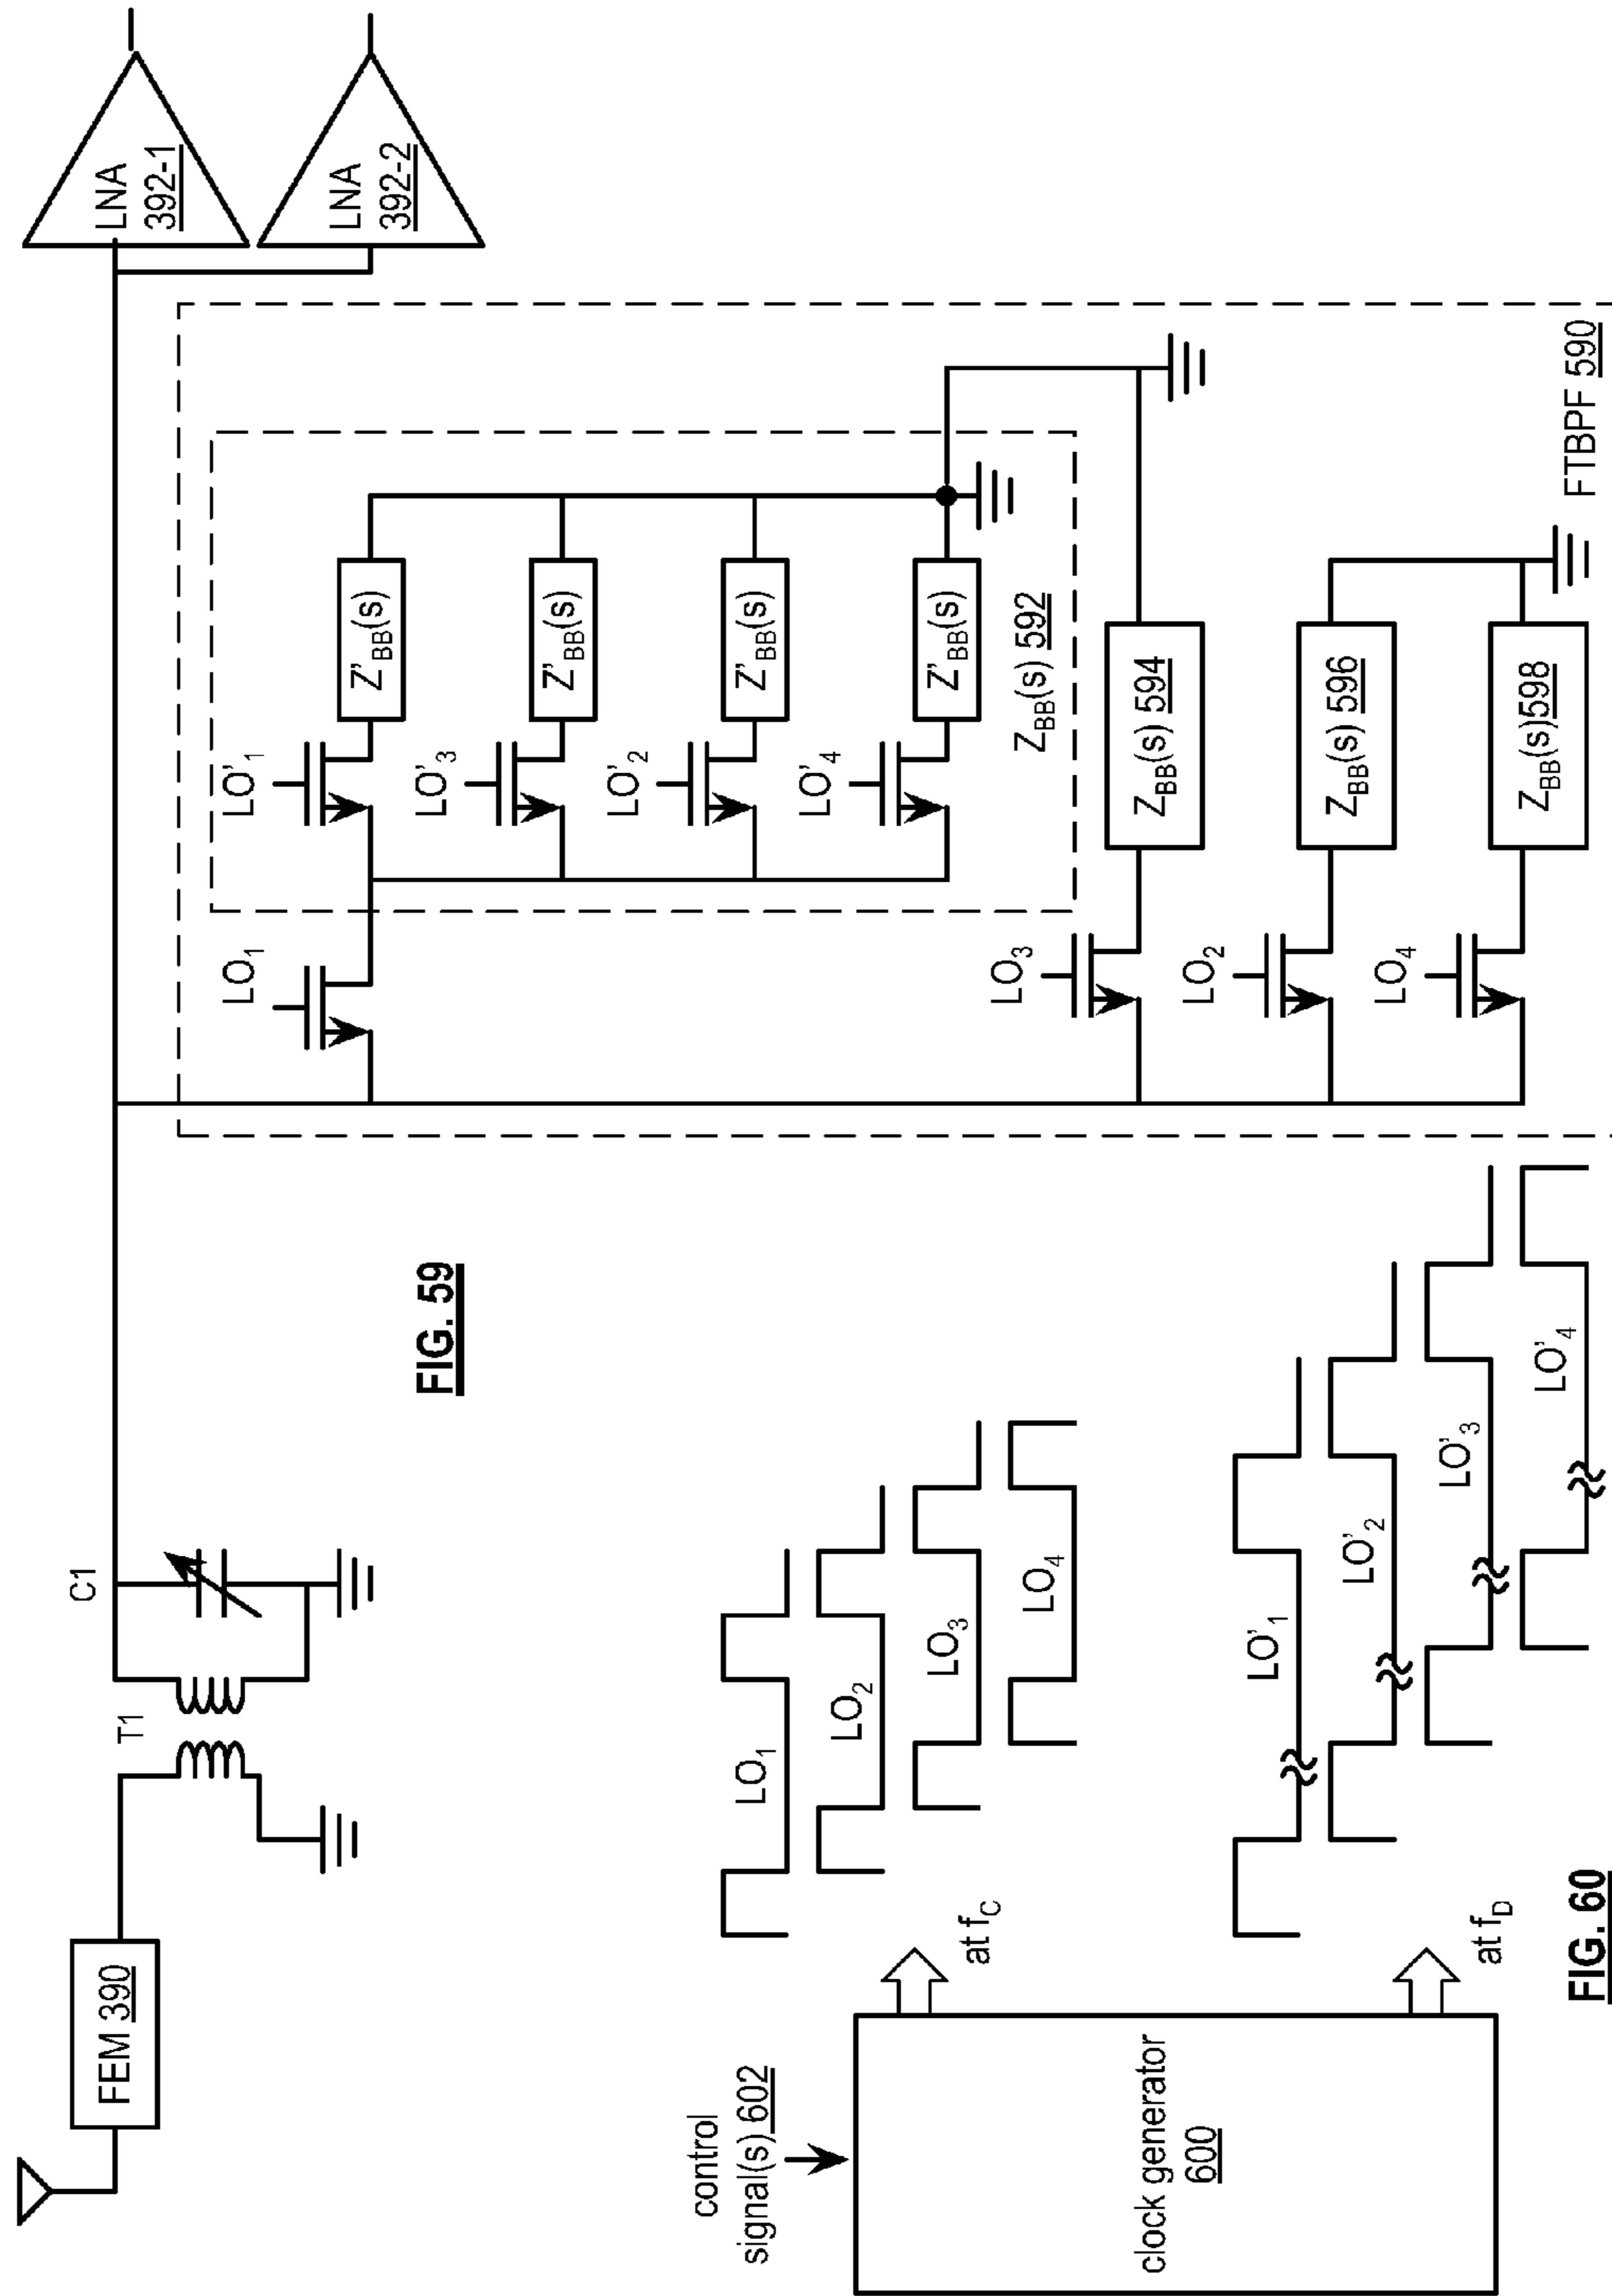 FEM 390
T1
C1
LNA
392-1
LNA
392-2
FIG. 59
LO1
LO'1
Z'BB(s)
LO'3
Z'BB(s)
LO'2
Z'BB(s)
LO'4
Z'BB(s)
ZBB(s) 592
LO3
ZBB(s) 594
LO2
ZBB(s) 596
LO4
ZBB(s)598
FTBPF 590
control
signal(s) 602
clock generator
600
at fC
at fD
LO1
LO2
LO3
LO4
LO'1
LO'2
LO'3
LO'4
FIG. 60